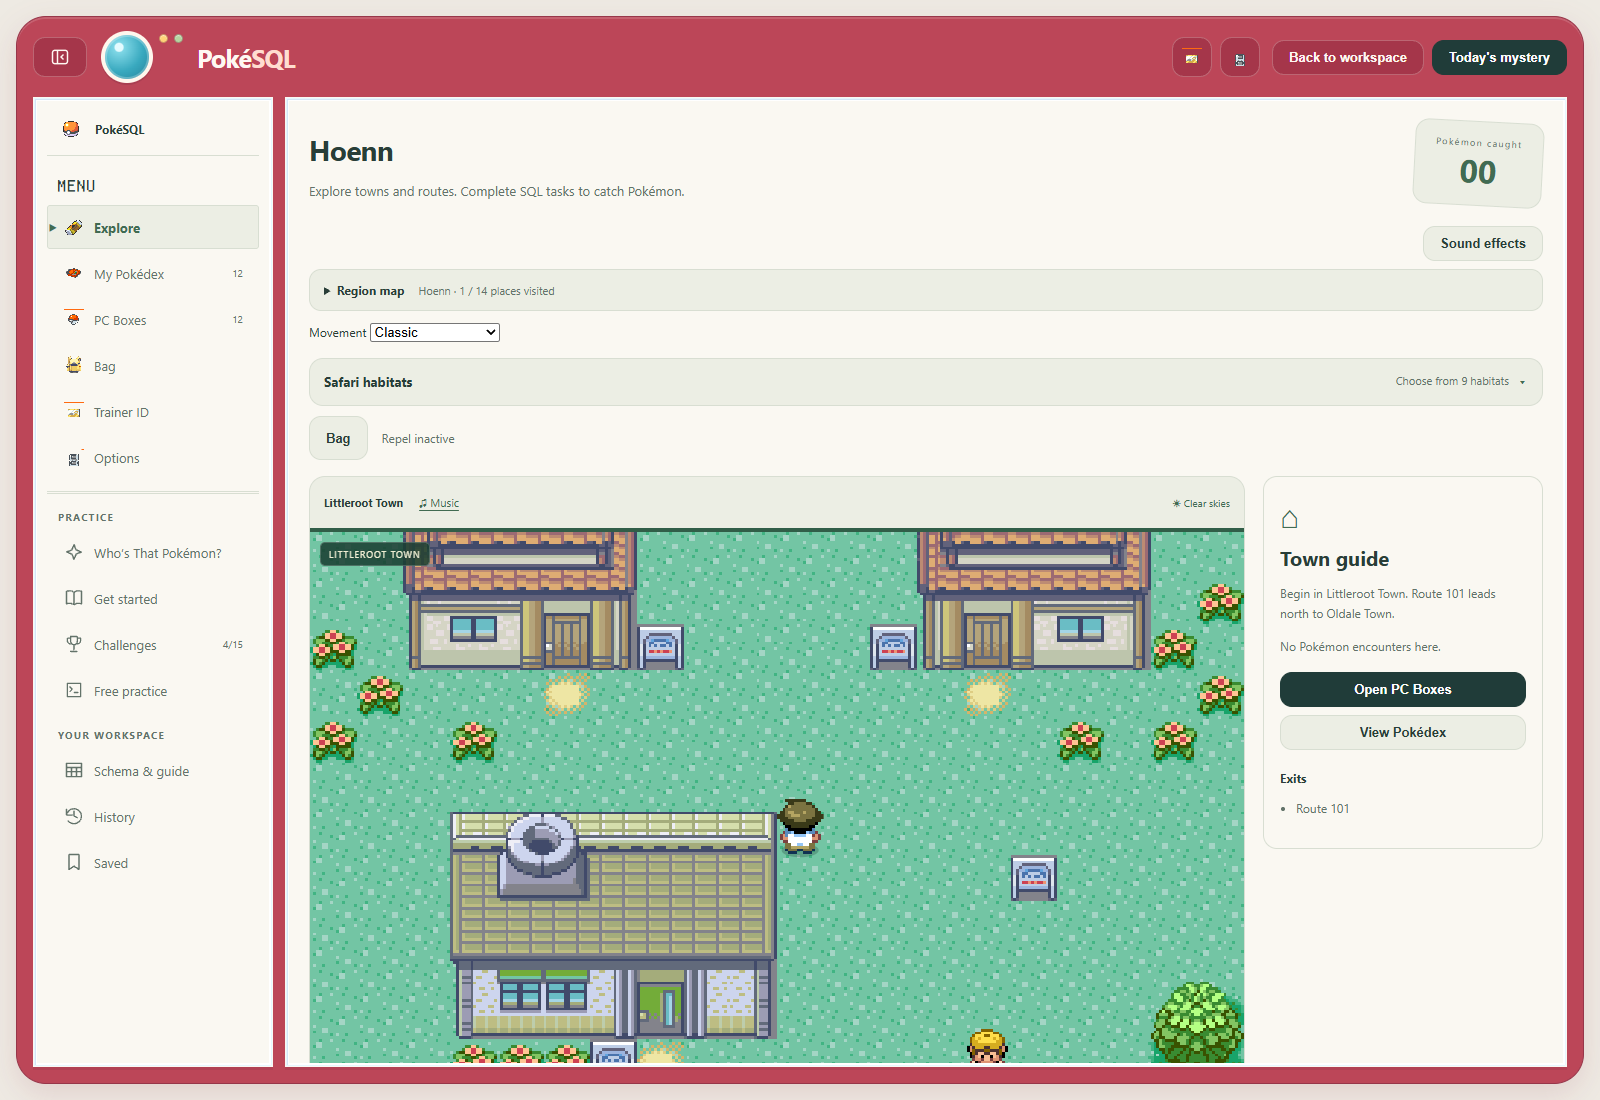 PokéSQL
Back to workspace
Today's mystery
PokéSQL
MENU
Explore
My Pokédex 12
PC Boxes 12
Bag
Trainer ID
Options
PRACTICE
Who's That Pokémon?
Get started
Challenges 4/15
Free practice
YOUR WORKSPACE
Schema & guide
History
Saved
Hoenn
Explore towns and routes. Complete SQL tasks to catch Pokémon.
Pokémon caught
00
Sound effects
Region map Hoenn · 1 / 14 places visited
Movement Classic
Safari habitats Choose from 9 habitats
Bag Repel inactive
Littleroot Town ♫ Music ☀ Clear skies
LITTLEROOT TOWN
Town guide
Begin in Littleroot Town. Route 101 leads
north to Oldale Town.
No Pokémon encounters here.
Open PC Boxes
View Pokédex
Exits
• Route 101